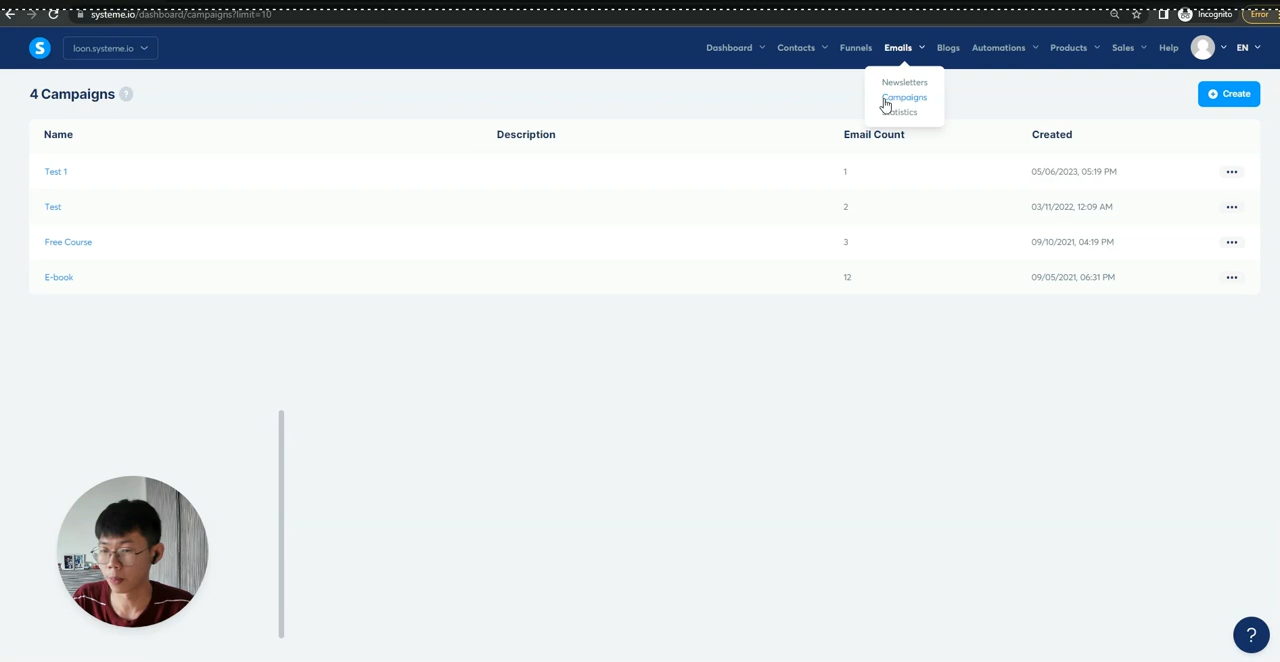 systeme.io/dashboard/campaigns?limit=10
Incognito
Error
S
loon.systeme.io
Dashboard
Contacts
Funnels
Emails
Blogs
Automations
Products
Sales
Help
EN
Newsletters
Campaigns
Statistics
4 Campaigns ?
Create
Name Description Email Count Created
Test 1 1 05/06/2023, 05:19 PM
Test 2 03/11/2022, 12:09 AM
Free Course 3 09/10/2021, 04:19 PM
E-book 12 09/05/2021, 06:31 PM
?